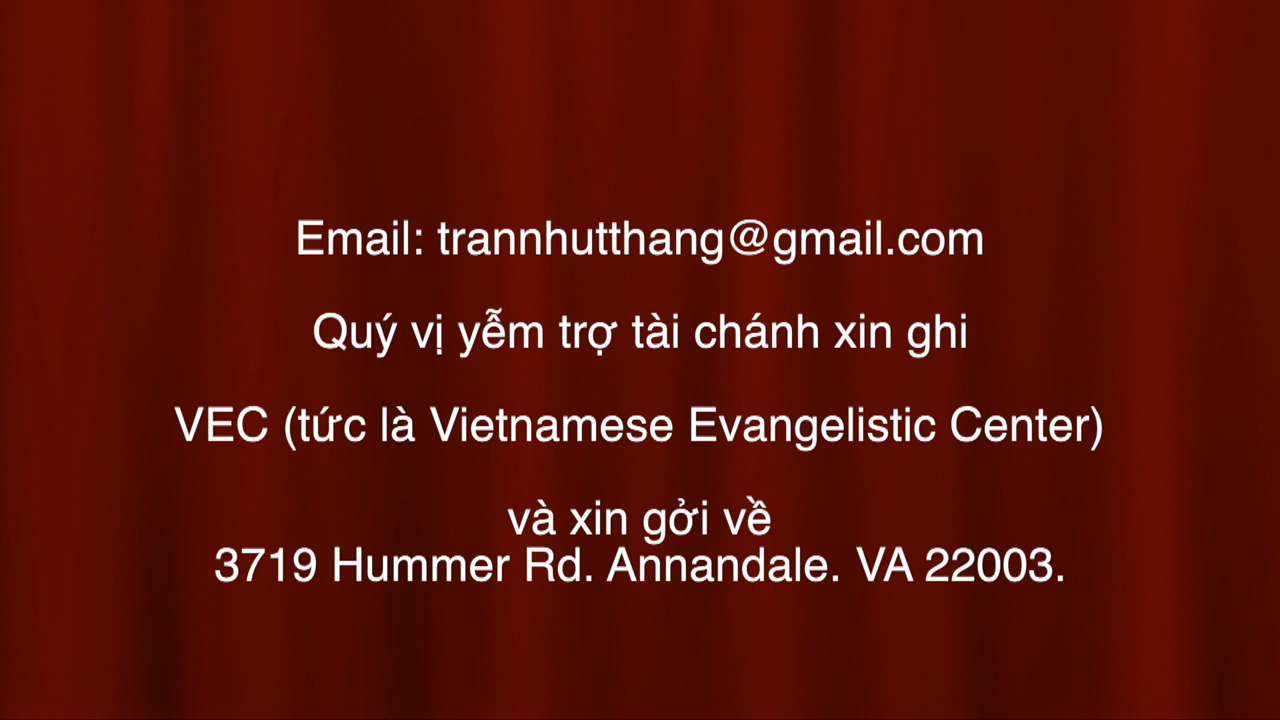 Email: trannhutthang@gmail.com
Quý vị yễm trợ tài chánh xin ghi
VEC (tức là Vietnamese Evangelistic Center)
và xin gởi về
3719 Hummer Rd. Annandale. VA 22003.